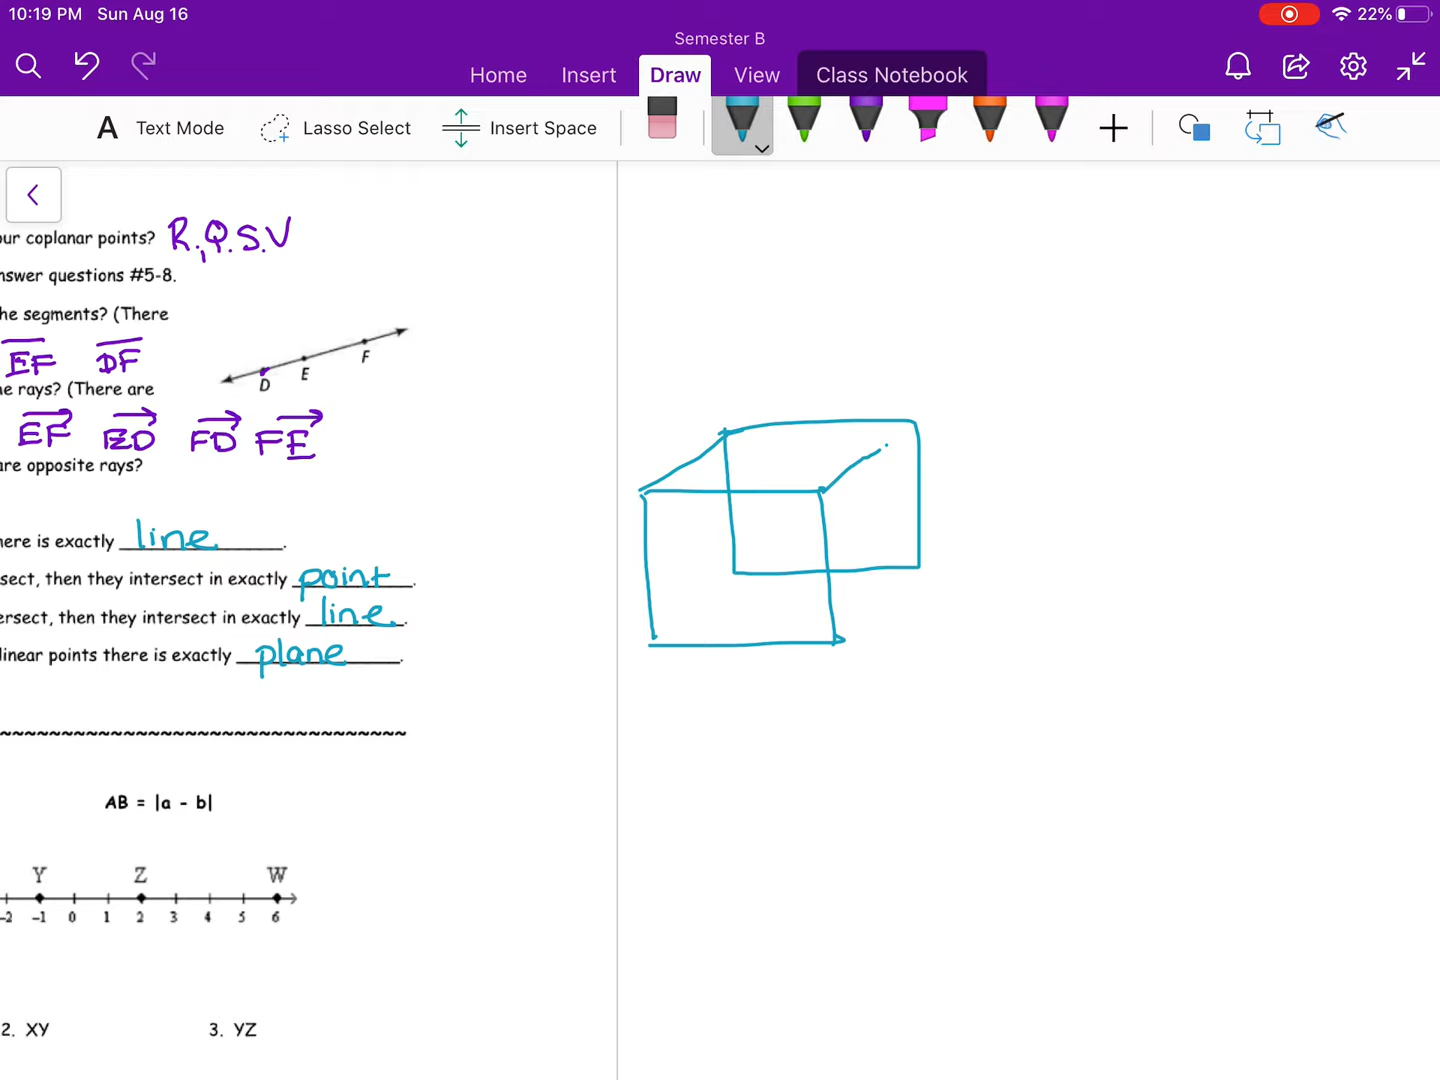 10:19 PM Sun Aug 16
22%
Semester B
Home Insert Draw View Class Notebook
A Text Mode Lasso Select Insert Space
our coplanar points? R, Q. S. V
nswer questions #5-8.
he segments? (There
EF DF
D E F
e rays? (There are
EF ED FD FE
are opposite rays?
here is exactly line.
sect, then they intersect in exactly point.
ersect, then they intersect in exactly line.
linear points there is exactly plane.
~~~~~~~~~~~~~~~~~~~~~~~~~~~~~~~~~
AB = |a - b|
Y Z W
-2 -1 0 1 2 3 4 5 6
2. XY 3. YZ